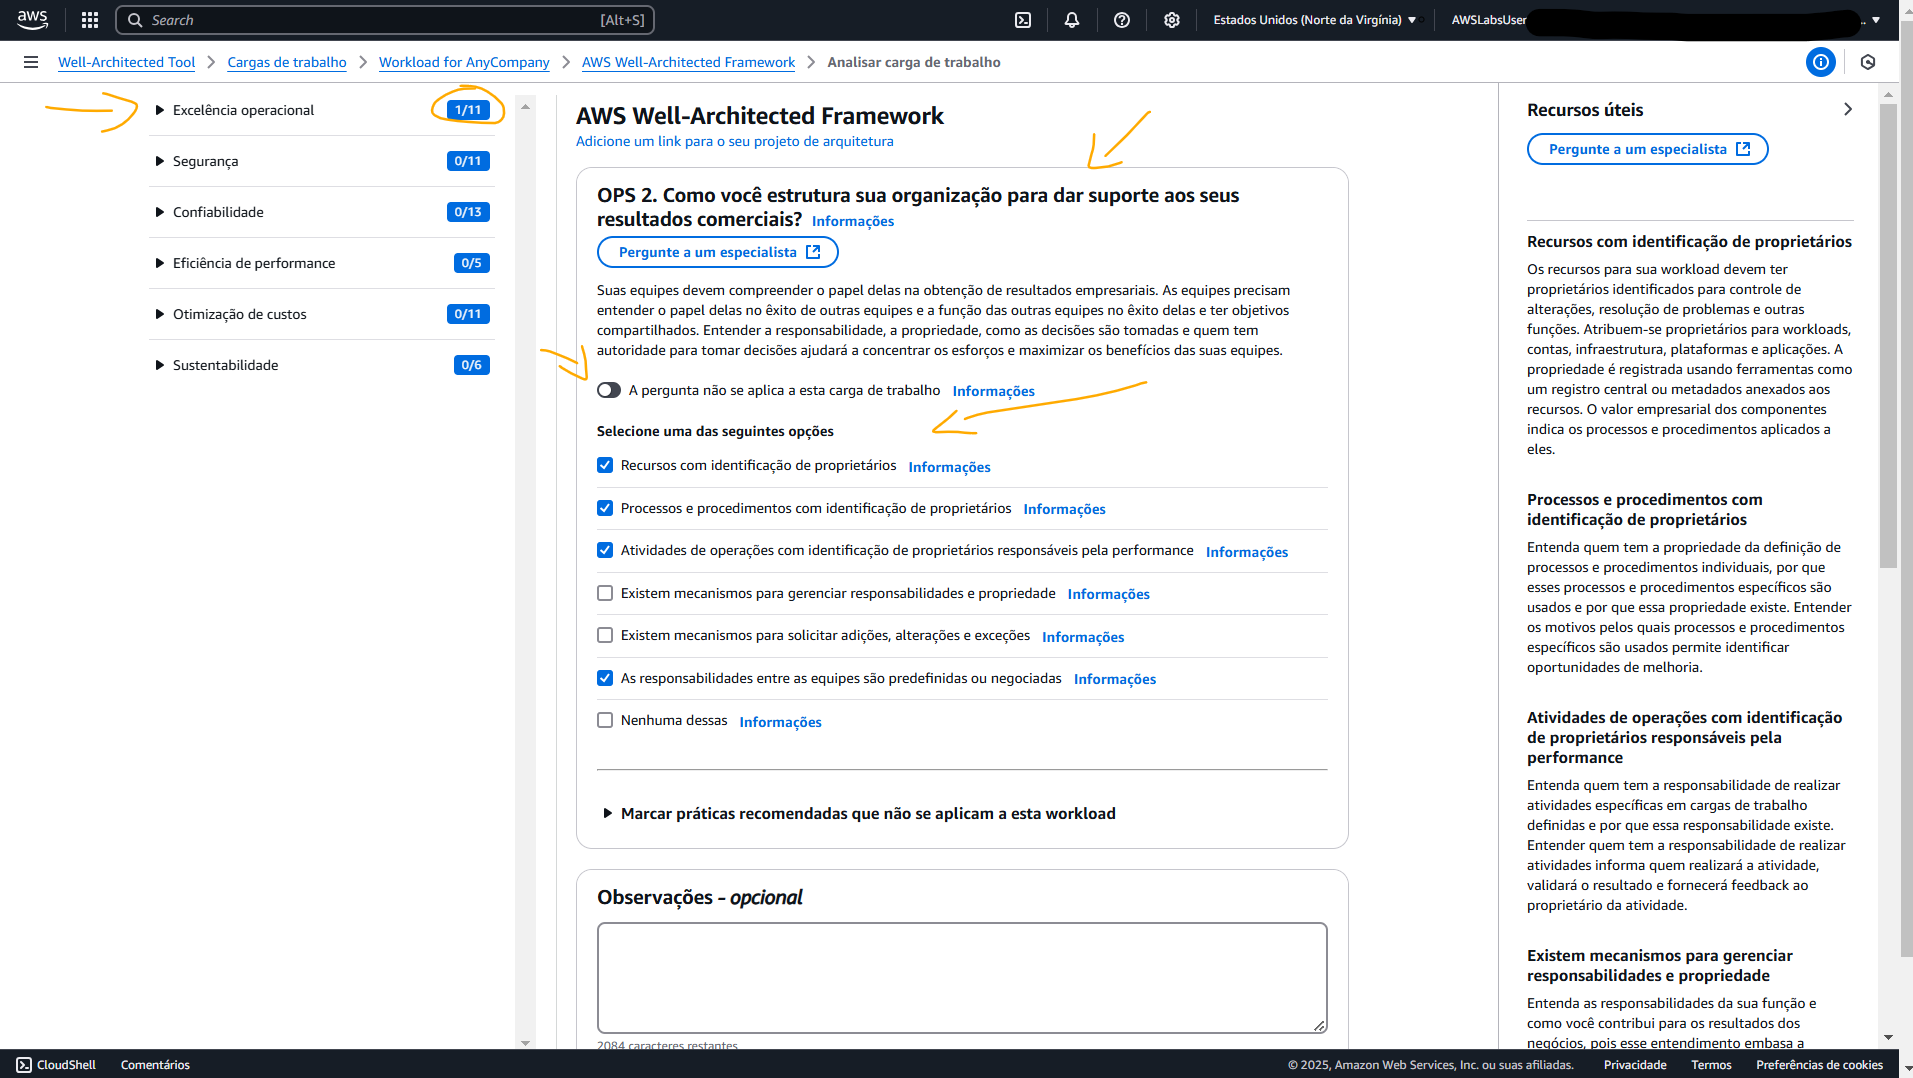 aws
Search
[Alt+S]
Estados Unidos (Norte da Virgínia)
AWSLabsUser
Well-Architected Tool
Cargas de trabalho
Workload for AnyCompany
AWS Well-Architected Framework
Analisar carga de trabalho
Excelência operacional
1/11
Segurança
0/11
Confiabilidade
0/13
Eficiência de performance
0/5
Otimização de custos
0/11
Sustentabilidade
0/6
AWS Well-Architected Framework
Adicione um link para o seu projeto de arquitetura
OPS 2. Como você estrutura sua organização para dar suporte aos seus
resultados comerciais? Informações
Pergunte a um especialista
Suas equipes devem compreender o papel delas na obtenção de resultados empresariais. As equipes precisam
entender o papel delas no êxito de outras equipes e a função das outras equipes no êxito delas e ter objetivos
compartilhados. Entender a responsabilidade, a propriedade, como as decisões são tomadas e quem tem
autoridade para tomar decisões ajudará a concentrar os esforços e maximizar os benefícios das suas equipes.
A pergunta não se aplica a esta carga de trabalho Informações
Selecione uma das seguintes opções
Recursos com identificação de proprietários Informações
Processos e procedimentos com identificação de proprietários Informações
Atividades de operações com identificação de proprietários responsáveis pela performance Informações
Existem mecanismos para gerenciar responsabilidades e propriedade Informações
Existem mecanismos para solicitar adições, alterações e exceções Informações
As responsabilidades entre as equipes são predefinidas ou negociadas Informações
Nenhuma dessas Informações
Marcar práticas recomendadas que não se aplicam a esta workload
Observações - opcional
2084 caracteres restantes
Recursos úteis
Pergunte a um especialista
Recursos com identificação de proprietários
Os recursos para sua workload devem ter
proprietários identificados para controle de
alterações, resolução de problemas e outras
funções. Atribuem-se proprietários para workloads,
contas, infraestrutura, plataformas e aplicações. A
propriedade é registrada usando ferramentas como
um registro central ou metadados anexados aos
recursos. O valor empresarial dos componentes
indica os processos e procedimentos aplicados a
eles.
Processos e procedimentos com
identificação de proprietários
Entenda quem tem a propriedade da definição de
processos e procedimentos individuais, por que
esses processos e procedimentos específicos são
usados e por que essa propriedade existe. Entender
os motivos pelos quais processos e procedimentos
específicos são usados permite identificar
oportunidades de melhoria.
Atividades de operações com identificação
de proprietários responsáveis pela
performance
Entenda quem tem a responsabilidade de realizar
atividades específicas em cargas de trabalho
definidas e por que essa responsabilidade existe.
Entender quem tem a responsabilidade de realizar
atividades informa quem realizará a atividade,
validará o resultado e fornecerá feedback ao
proprietário da atividade.
Existem mecanismos para gerenciar
responsabilidades e propriedade
Entenda as responsabilidades da sua função e
como você contribui para os resultados dos
negócios, pois esse entendimento embasa a
CloudShell
Comentários
© 2025, Amazon Web Services, Inc. ou suas afiliadas.
Privacidade
Termos
Preferências de cookies